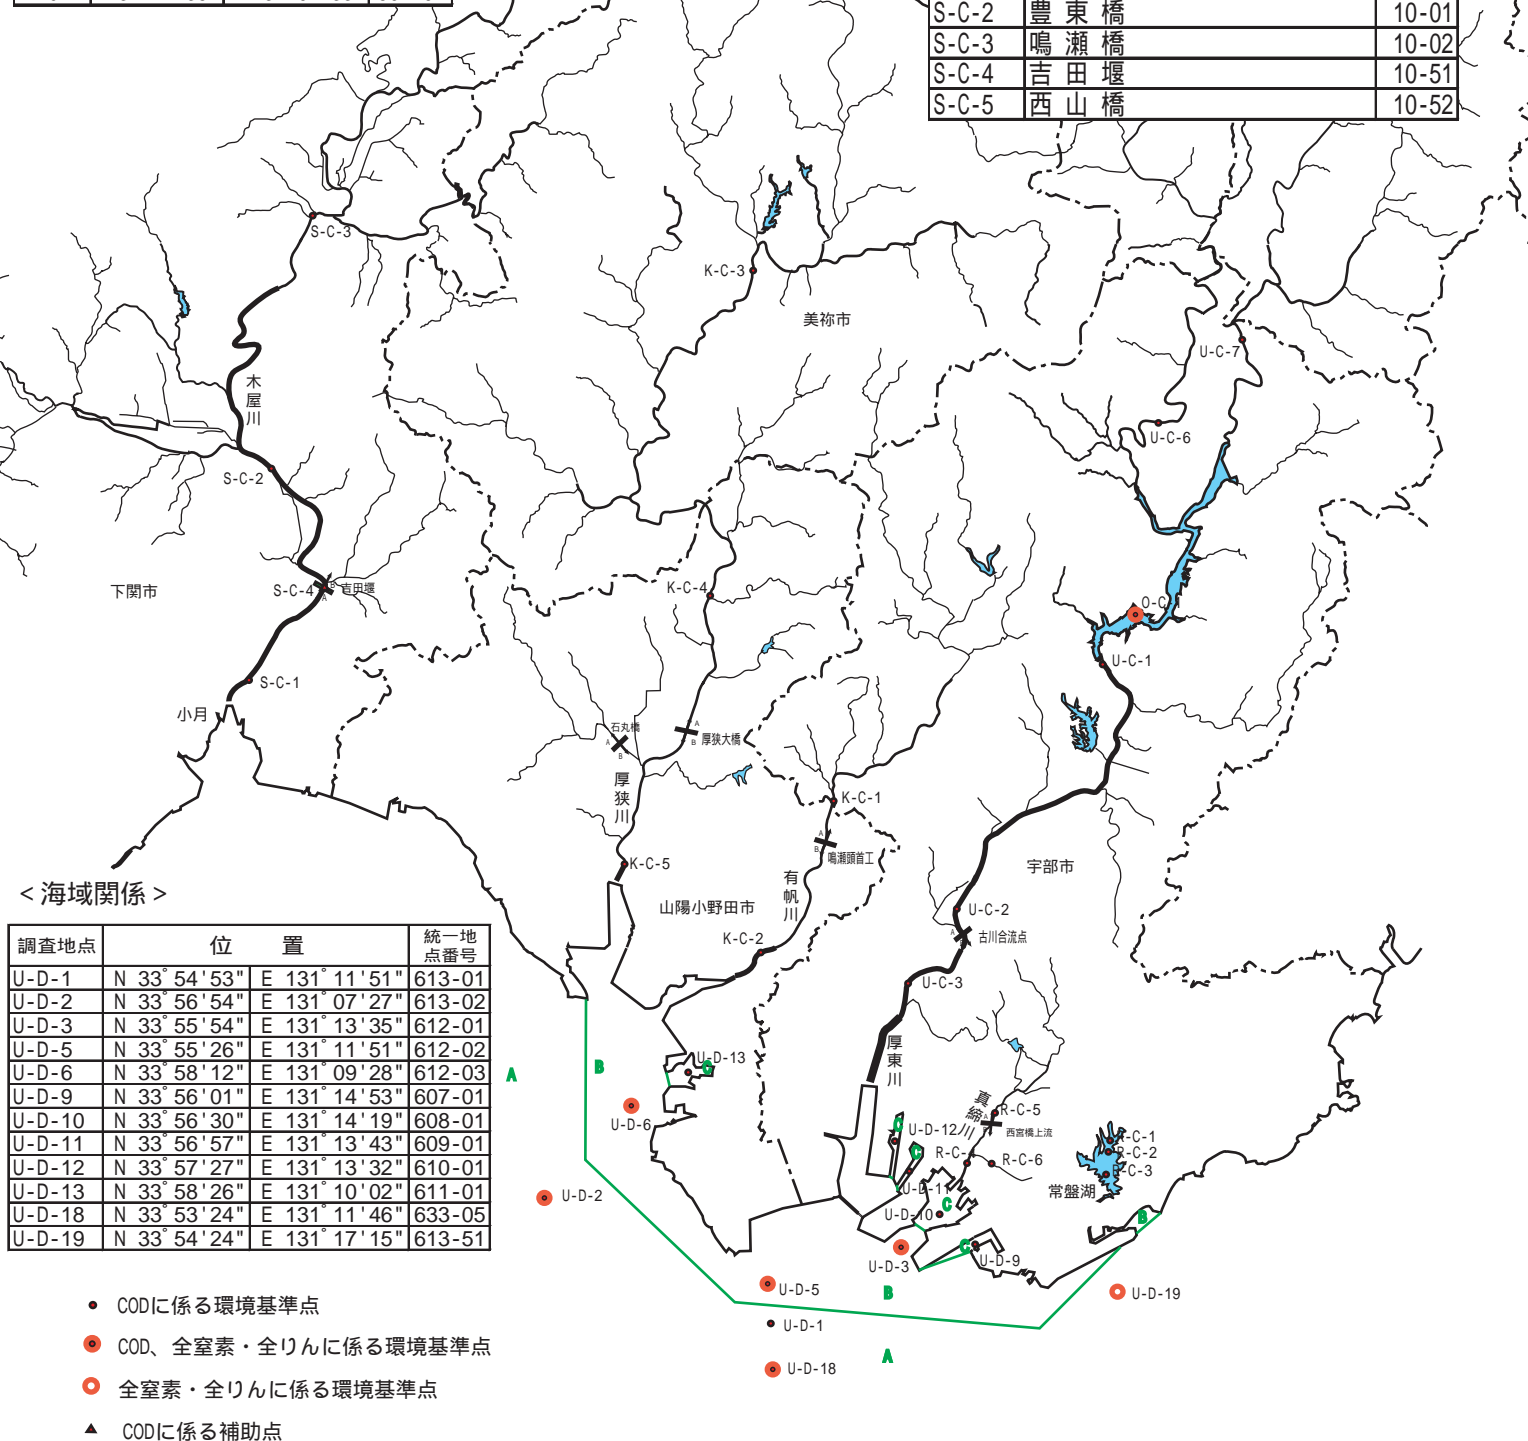 S-C-2 豊東橋 10-01
S-C-3 鳴瀬橋 10-02
S-C-4 吉田堰 10-51
S-C-5 西山橋 10-52
S-C-3
K-C-3
美祢市
U-C-7
木屋川
U-C-6
S-C-2
下関市
S-C-4
B
吉田堰
A
K-C-4
O-C-1
U-C-1
S-C-1
小月
石丸橋
A
B
A
B
厚狭大橋
厚狭川
K-C-1
A
B
鳴瀬頭首工
K-C-5
宇部市
有帆川
山陽小野田市
U-C-2
A
古川合流点
K-C-2
U-C-3
厚東川
<海域関係>
調査地点 位置 統一地点番号
U-D-1 N 33°54'53" E 131°11'51" 613-01
U-D-2 N 33°56'54" E 131°07'27" 613-02
U-D-3 N 33°55'54" E 131°13'35" 612-01
U-D-5 N 33°55'26" E 131°11'51" 612-02
U-D-6 N 33°58'12" E 131°09'28" 612-03
U-D-9 N 33°56'01" E 131°14'53" 607-01
U-D-10 N 33°56'30" E 131°14'19" 608-01
U-D-11 N 33°56'57" E 131°13'43" 609-01
U-D-12 N 33°57'27" E 131°13'32" 610-01
U-D-13 N 33°58'26" E 131°10'02" 611-01
U-D-18 N 33°53'24" E 131°11'46" 633-05
U-D-19 N 33°54'24" E 131°17'15" 613-51
A
B
U-D-13
C
U-D-6
U-D-2
真締川
R-C-5
A
西宮橋上流
C
U-D-12
C
R-C-4
R-C-6
R-C-1
R-C-2
R-C-3
常盤湖
U-D-11
C
U-D-10
B
U-D-3
C
U-D-9
U-D-5
B
U-D-19
U-D-1
A
U-D-18
CODに係る環境基準点
COD、全窒素・全りんに係る環境基準点
全窒素・全りんに係る環境基準点
CODに係る補助点